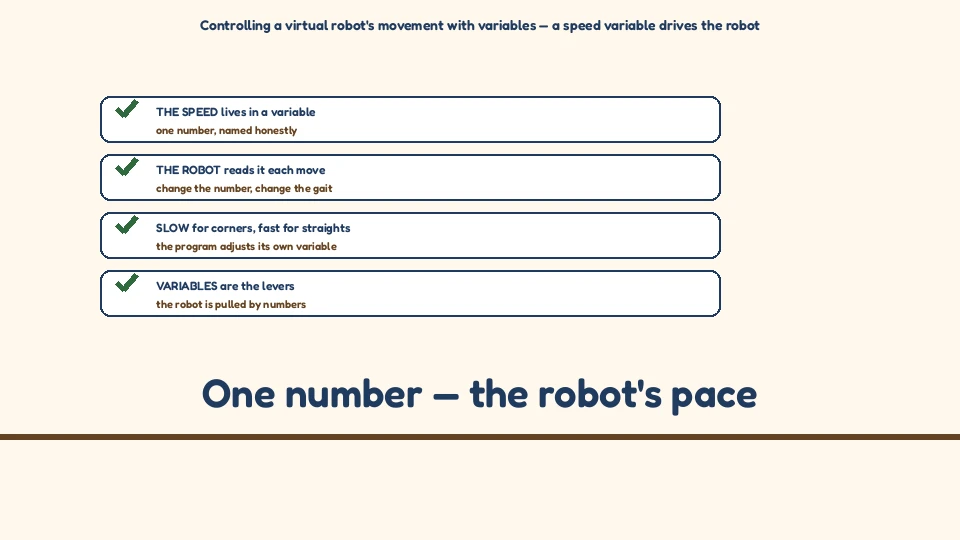 Controlling a virtual robot's movement with variables — a speed variable drives the robot
THE SPEED lives in a variable
one number, named honestly
THE ROBOT reads it each move
change the number, change the gait
SLOW for corners, fast for straights
the program adjusts its own variable
VARIABLES are the levers
the robot is pulled by numbers
One number — the robot's pace